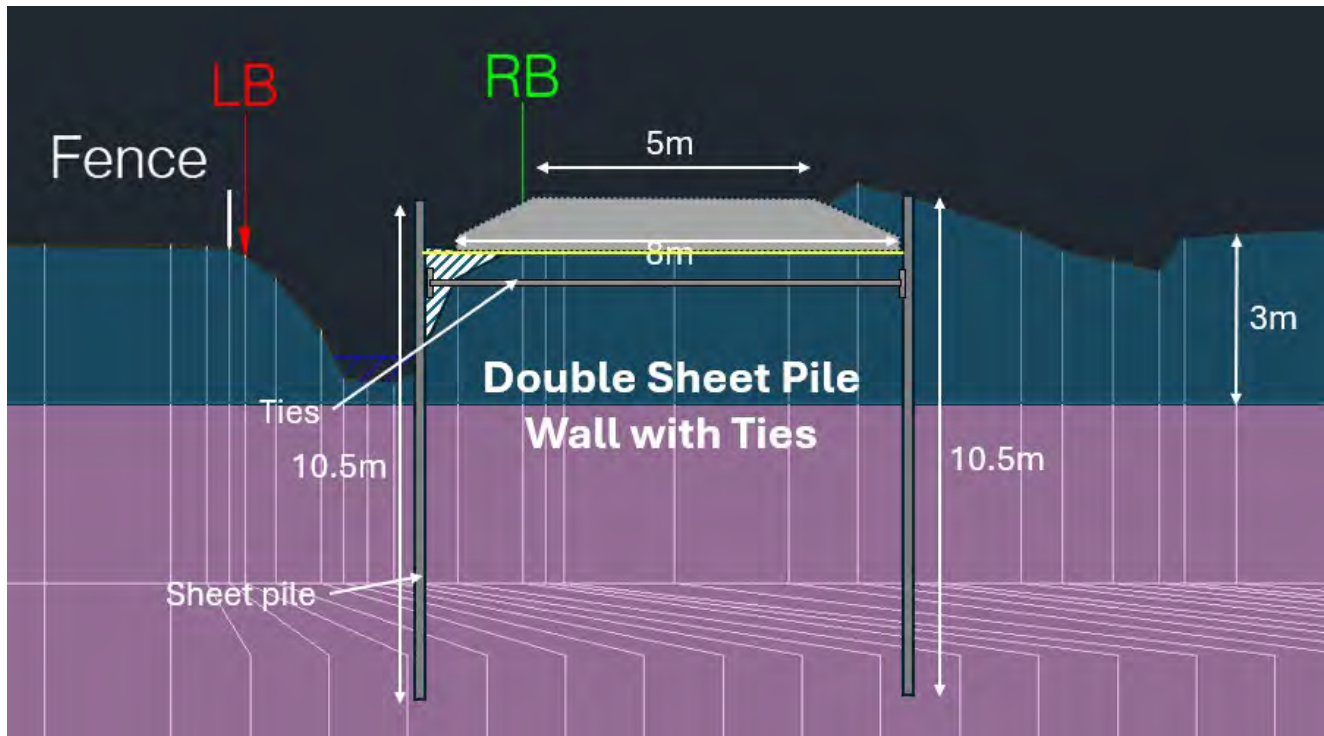 LB
RB
Fence
5m
8m
3m
Double Sheet Pile
Wall with Ties
Ties
10.5m
10.5m
Sheet pile